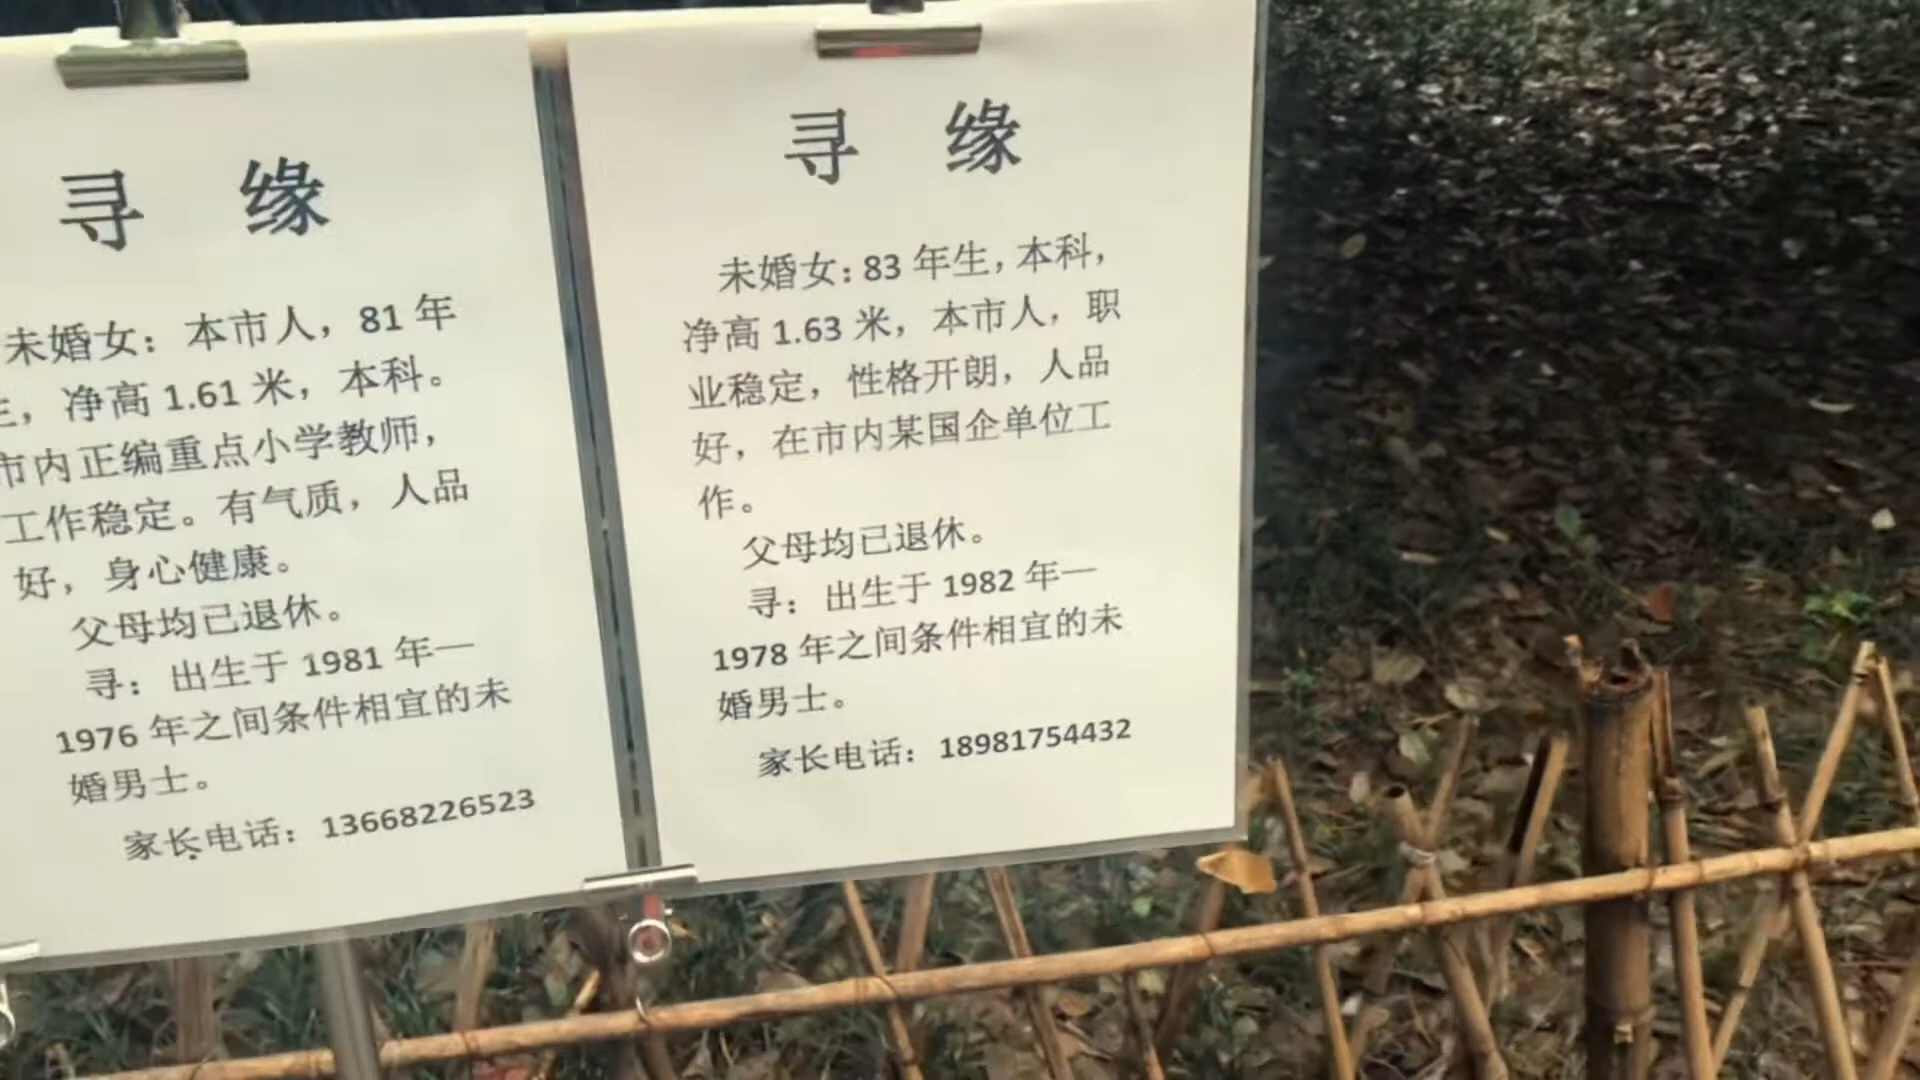 寻 缘
未婚女：本市人，81 年
生，净高 1.61 米，本科。
市内正编重点小学教师，
工作稳定。有气质，人品
好，身心健康。
父母均已退休。
寻：出生于 1981 年—
1976 年之间条件相宜的未
婚男士。
家长电话：13668226523
寻 缘
未婚女：83 年生，本科，
净高 1.63 米，本市人，职
业稳定，性格开朗，人品
好，在市内某国企单位工
作。
父母均已退休。
寻：出生于 1982 年—
1978 年之间条件相宜的未
婚男士。
家长电话：18981754432